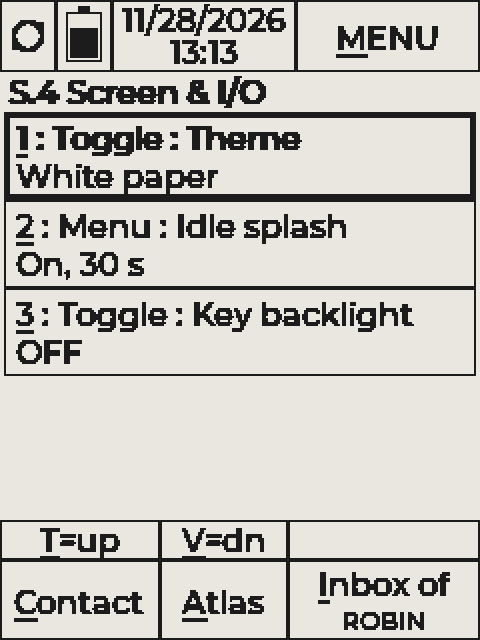 11/28/2026
13:13
MENU
S.4 Screen & I/O
1 : Toggle : Theme
White paper
2 : Menu : Idle splash
On, 30 s
3 : Toggle : Key backlight
OFF
T=up
V=dn
Contact
Atlas
Inbox of
ROBIN